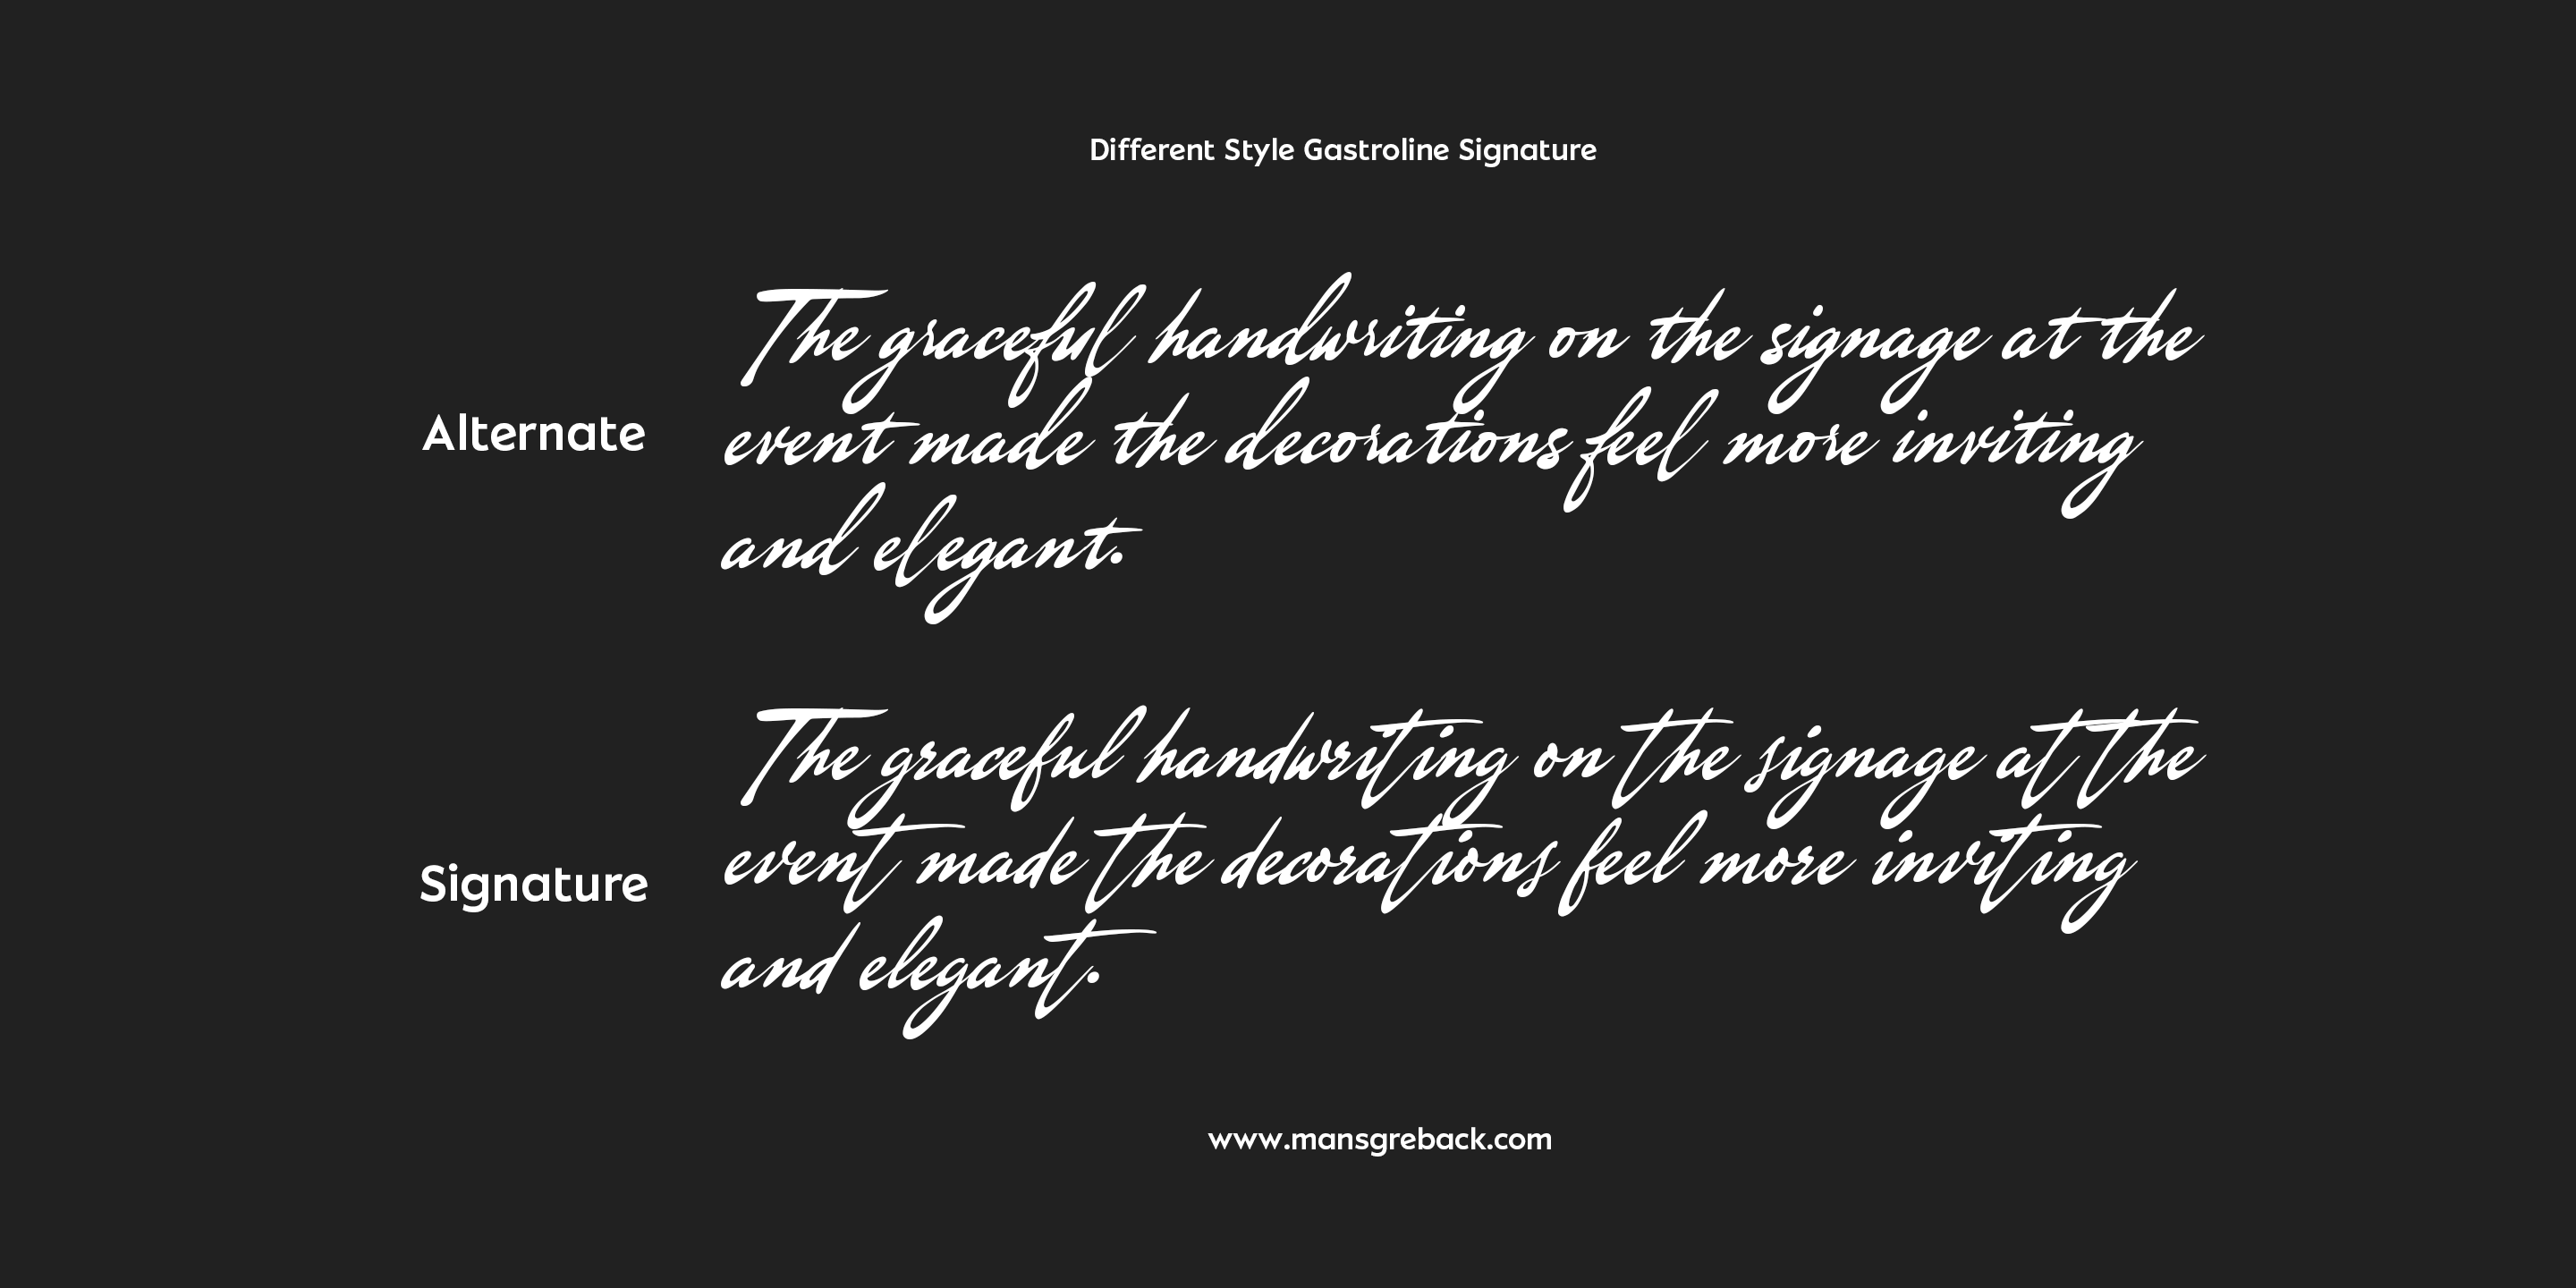 Different Style Gastroline Signature
Alternate
The graceful handwriting on the signage at the
event made the decorations feel more inviting
and elegant.
Signature
The graceful handwriting on the signage at the
event made the decorations feel more inviting
and elegant.
www.mansgreback.com